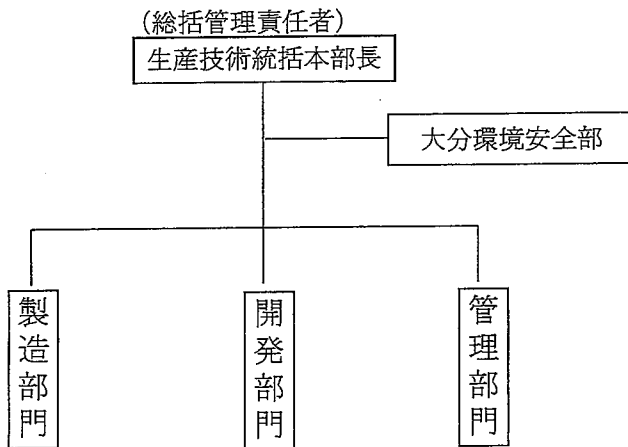 (総括管理責任者)
生産技術統括本部長
大分環境安全部
製造部門
開発部門
管理部門